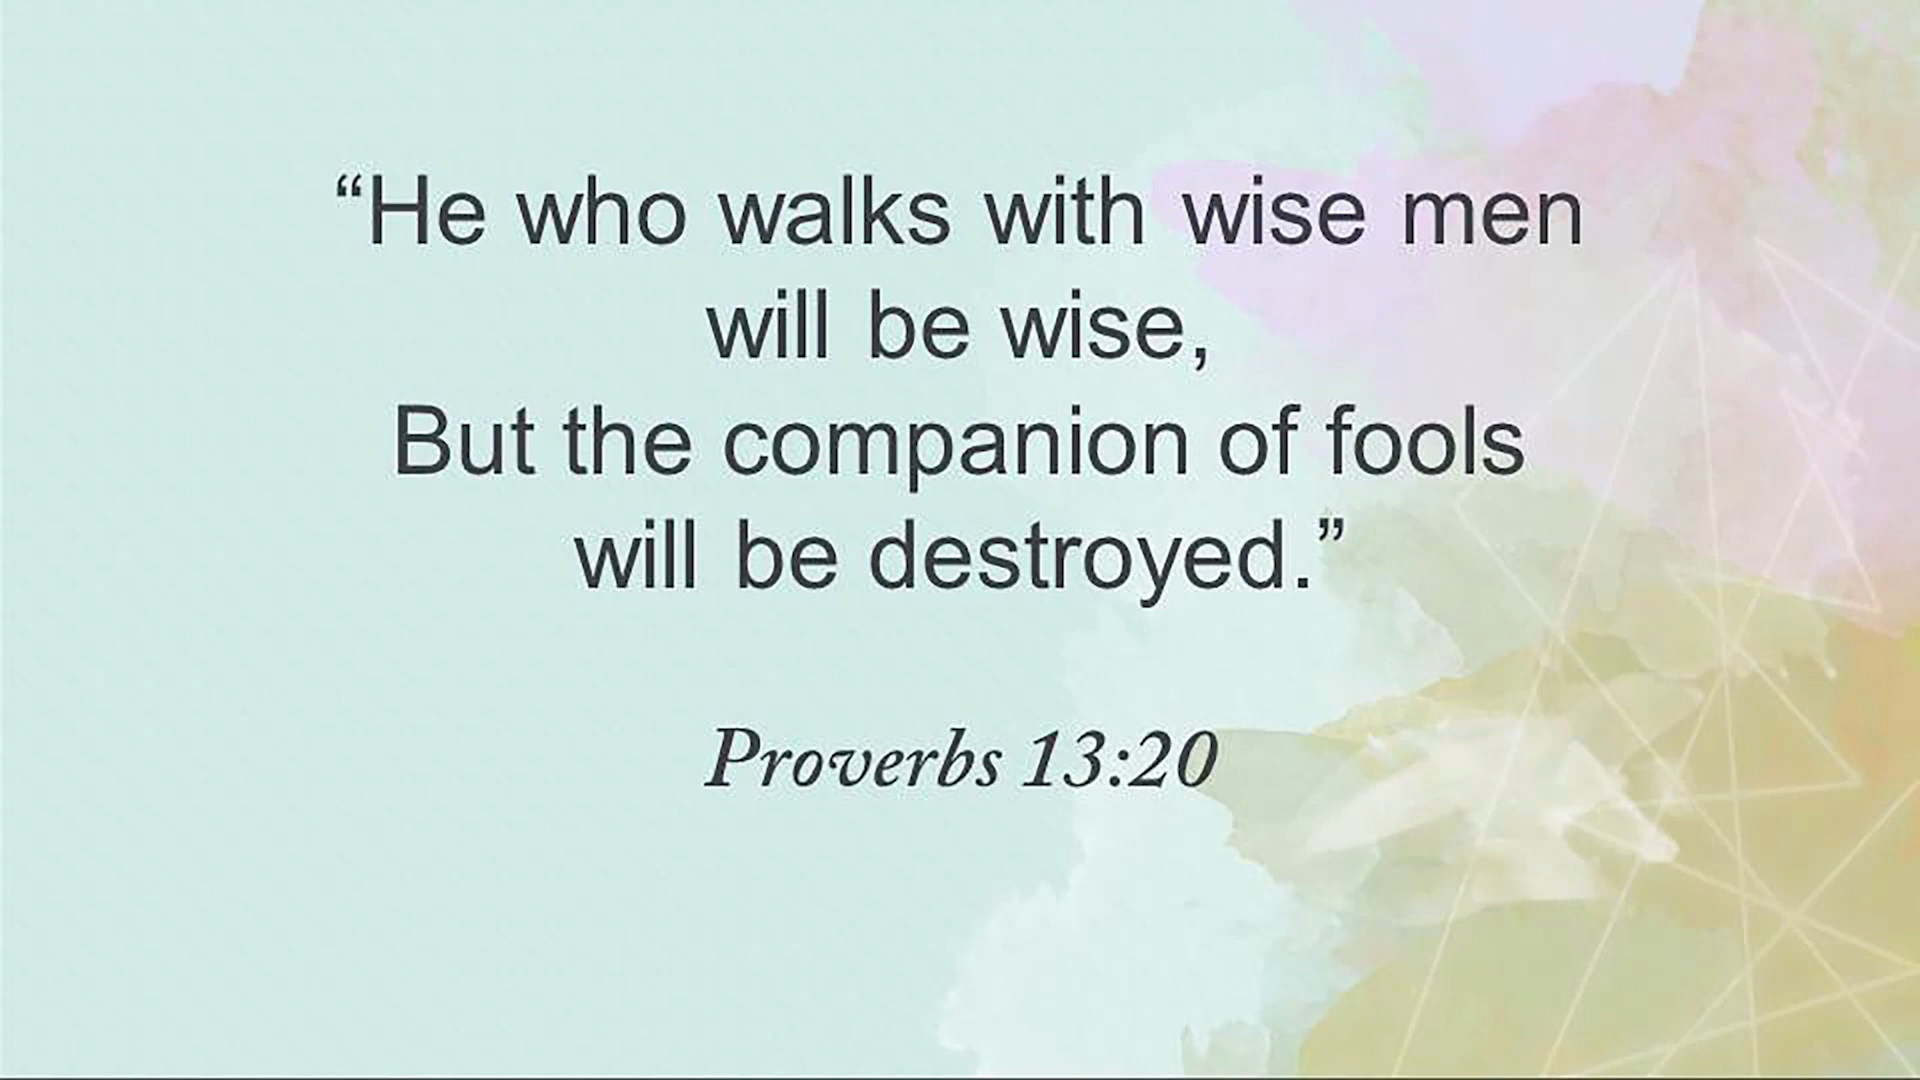 “He who walks with wise men
will be wise,
But the companion of fools
will be destroyed.”
Proverbs 13:20